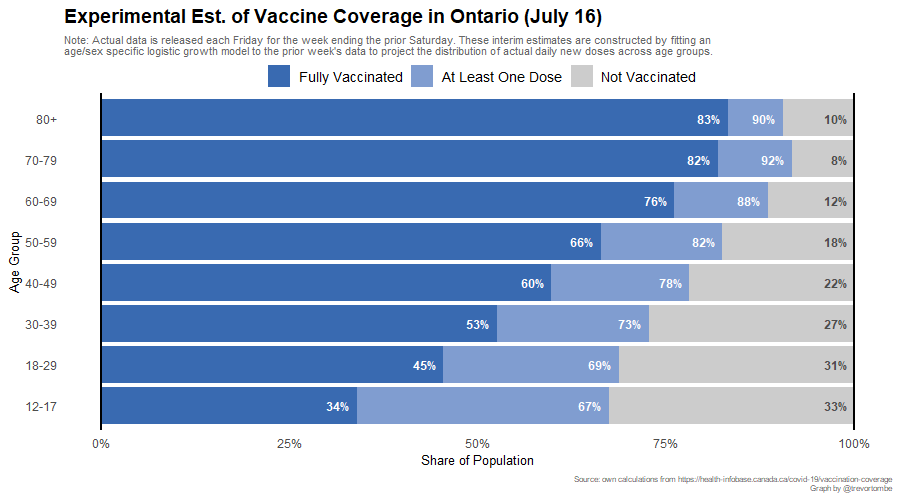 Experimental Est. of Vaccine Coverage in Ontario (July 16)
Note: Actual data is released each Friday for the week ending the prior Saturday. These interim estimates are constructed by fitting an
age/sex specific logistic growth model to the prior week's data to project the distribution of actual daily new doses across age groups.
Fully Vaccinated At Least One Dose Not Vaccinated
80+ 83% 90% 10%
70-79 82% 92% 8%
60-69 76% 88% 12%
50-59 66% 82% 18%
Age Group
40-49 60% 78% 22%
30-39 53% 73% 27%
18-29 45% 69% 31%
12-17 34% 67% 33%
0% 25% 50% 75% 100%
Share of Population
Source: own calculations from https://health-infobase.canada.ca/covid-19/vaccination-coverage
Graph by @trevortombe